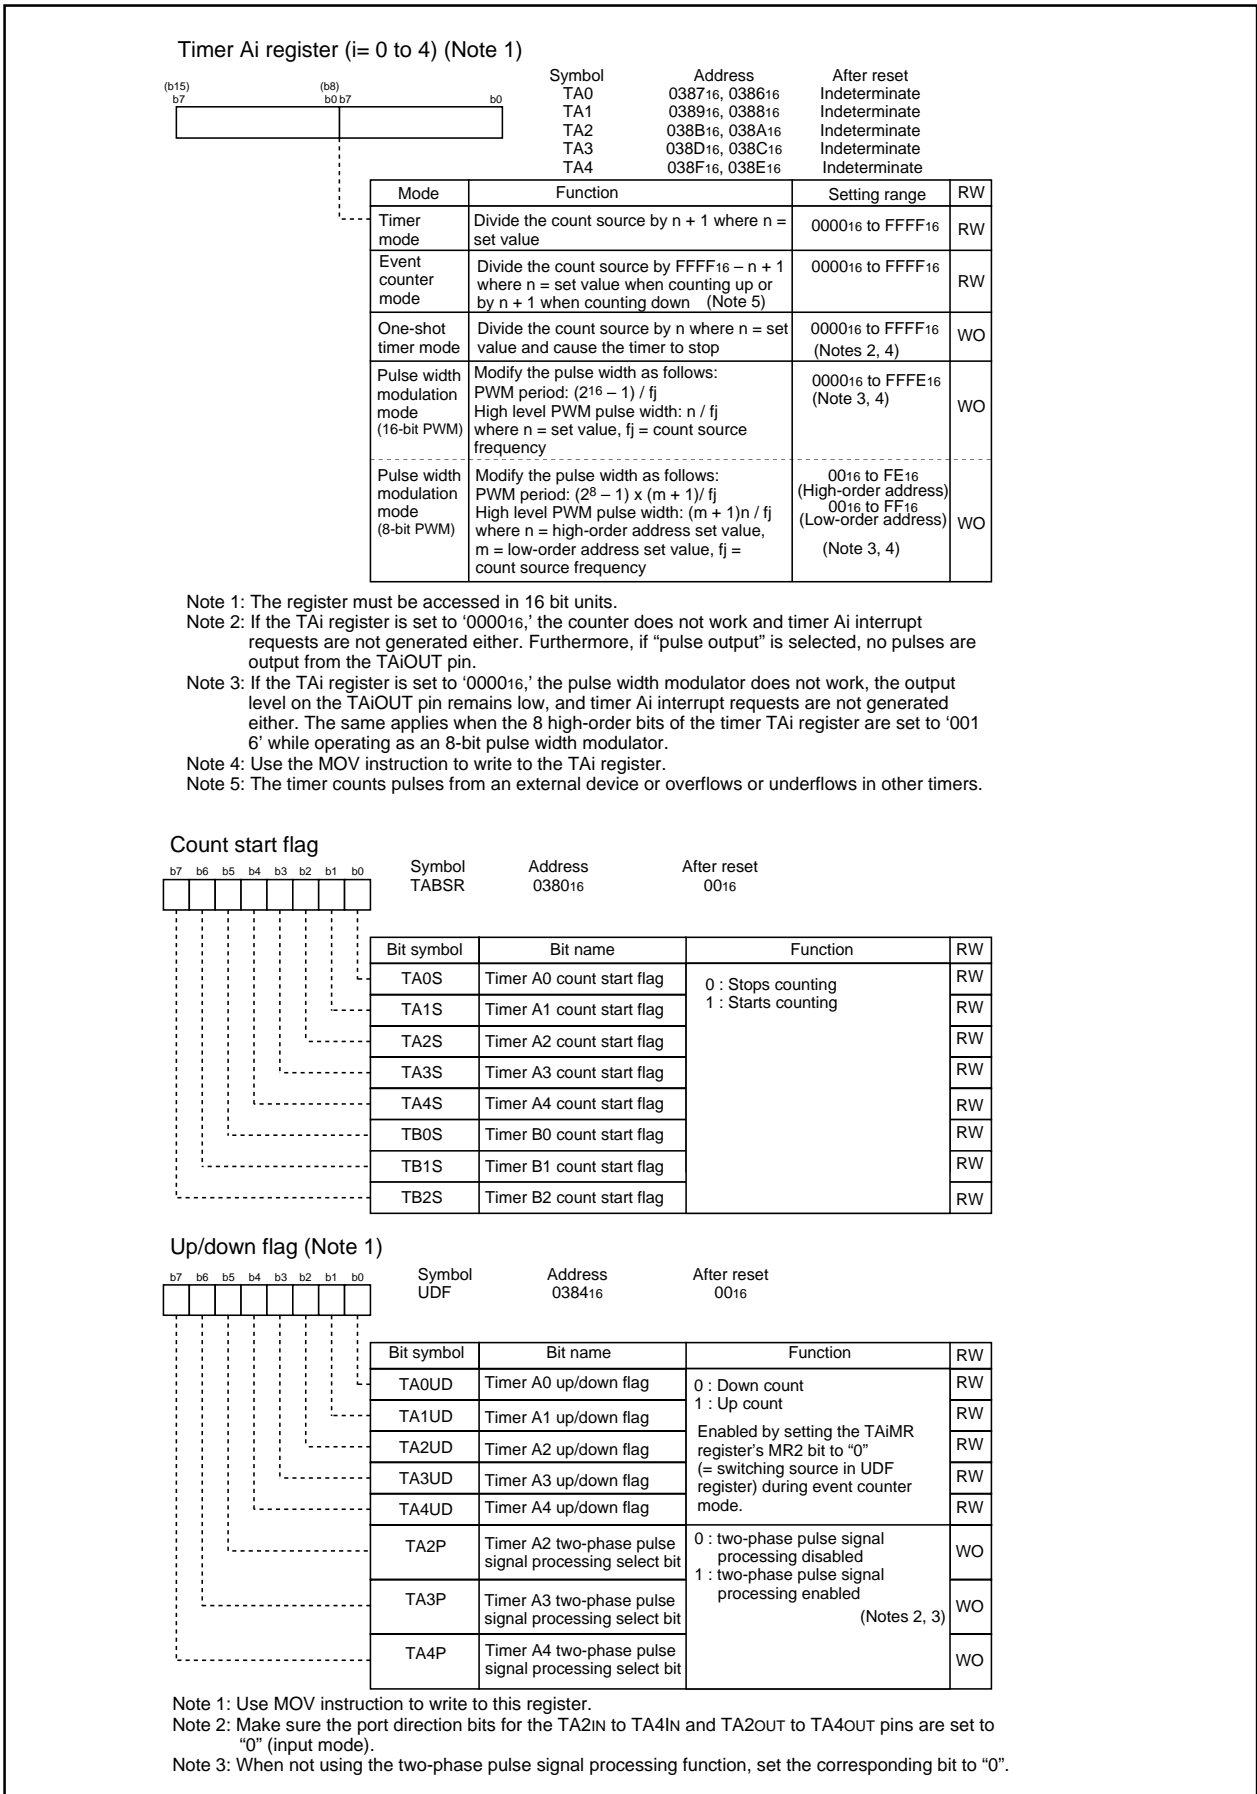 Timer Ai register (i= 0 to 4) (Note 1)
Symbol Address After reset
(b15) (b8)
b7 b0 b7 b0
TA0 038716, 038616 Indeterminate
TA1 038916, 038816 Indeterminate
TA2 038B16, 038A16 Indeterminate
TA3 038D16, 038C16 Indeterminate
TA4 038F16, 038E16 Indeterminate
Mode Function Setting range RW
Timer
mode
Divide the count source by n + 1 where n =
set value
000016 to FFFF16
RW
Event
counter
mode
Divide the count source by FFFF16 – n + 1
where n = set value when counting up or
by n + 1 when counting down (Note 5)
000016 to FFFF16
RW
One-shot
timer mode
Divide the count source by n where n = set
value and cause the timer to stop
000016 to FFFF16
(Notes 2, 4)
WO
Pulse width
modulation
mode
(16-bit PWM)
Modify the pulse width as follows:
PWM period: (216 – 1) / fj
High level PWM pulse width: n / fj
where n = set value, fj = count source
frequency
000016 to FFFE16
(Note 3, 4)
WO
Pulse width
modulation
mode
(8-bit PWM)
Modify the pulse width as follows:
PWM period: (28 – 1) x (m + 1)/ fj
High level PWM pulse width: (m + 1)n / fj
where n = high-order address set value,
m = low-order address set value, fj =
count source frequency
0016 to FE16
(High-order address)
0016 to FF16
(Low-order address)
(Note 3, 4)
WO
Note 1: The register must be accessed in 16 bit units.
Note 2: If the TAi register is set to ‘000016,’ the counter does not work and timer Ai interrupt
requests are not generated either. Furthermore, if “pulse output” is selected, no pulses are
output from the TAiOUT pin.
Note 3: If the TAi register is set to ‘000016,’ the pulse width modulator does not work, the output
level on the TAiOUT pin remains low, and timer Ai interrupt requests are not generated
either. The same applies when the 8 high-order bits of the timer TAi register are set to ‘001
6’ while operating as an 8-bit pulse width modulator.
Note 4: Use the MOV instruction to write to the TAi register.
Note 5: The timer counts pulses from an external device or overflows or underflows in other timers.
Count start flag
b7 b6 b5 b4 b3 b2 b1 b0
Symbol Address After reset
TABSR 038016 0016
Bit symbol Bit name Function RW
TA0S Timer A0 count start flag RW
0 : Stops counting
1 : Starts counting
TA1S Timer A1 count start flag RW
TA2S Timer A2 count start flag RW
TA3S Timer A3 count start flag RW
TA4S Timer A4 count start flag RW
TB0S Timer B0 count start flag RW
TB1S Timer B1 count start flag RW
TB2S Timer B2 count start flag RW
Up/down flag (Note 1)
b7 b6 b5 b4 b3 b2 b1 b0
Symbol Address After reset
UDF 038416 0016
Bit symbol Bit name Function RW
TA0UD Timer A0 up/down flag RW
TA1UD Timer A1 up/down flag RW
TA2UD Timer A2 up/down flag RW
TA3UD Timer A3 up/down flag RW
TA4UD Timer A4 up/down flag RW
0 : Down count
1 : Up count
Enabled by setting the TAiMR
register’s MR2 bit to “0”
(= switching source in UDF
register) during event counter
mode.
TA2P
Timer A2 two-phase pulse
signal processing select bit
WO
TA3P
Timer A3 two-phase pulse
signal processing select bit
WO
TA4P
Timer A4 two-phase pulse
signal processing select bit
WO
0 : two-phase pulse signal
processing disabled
1 : two-phase pulse signal
processing enabled
(Notes 2, 3)
Note 1: Use MOV instruction to write to this register.
Note 2: Make sure the port direction bits for the TA2IN to TA4IN and TA2OUT to TA4OUT pins are set to
“0” (input mode).
Note 3: When not using the two-phase pulse signal processing function, set the corresponding bit to “0”.